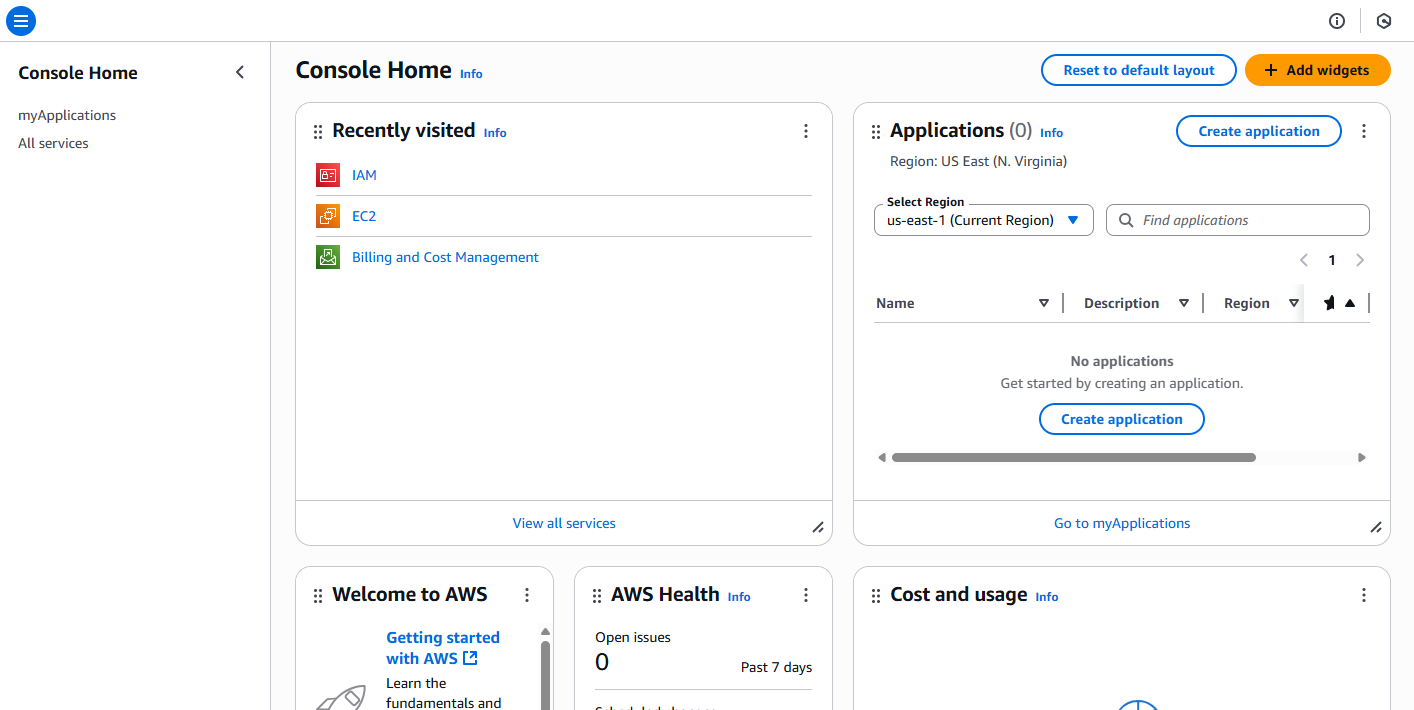 Console Home
myApplications
All services
Console Home Info
Reset to default layout
Add widgets
Recently visited Info
IAM
EC2
Billing and Cost Management
View all services
Applications (0) Info
Create application
Region: US East (N. Virginia)
Select Region
us-east-1 (Current Region)
Find applications
1
Name Description Region
No applications
Get started by creating an application.
Create application
Go to myApplications
Welcome to AWS
Getting started
with AWS
Learn the
fundamentals and
AWS Health Info
Open issues
0 Past 7 days
Scheduled changes
Cost and usage Info